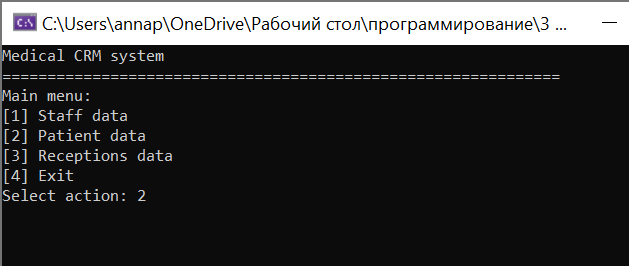 C:\Users\annap\OneDrive\Рабочий стол\программирование\3 ...
Medical CRM system
==============================================================
Main menu:
[1] Staff data
[2] Patient data
[3] Receptions data
[4] Exit
Select action: 2